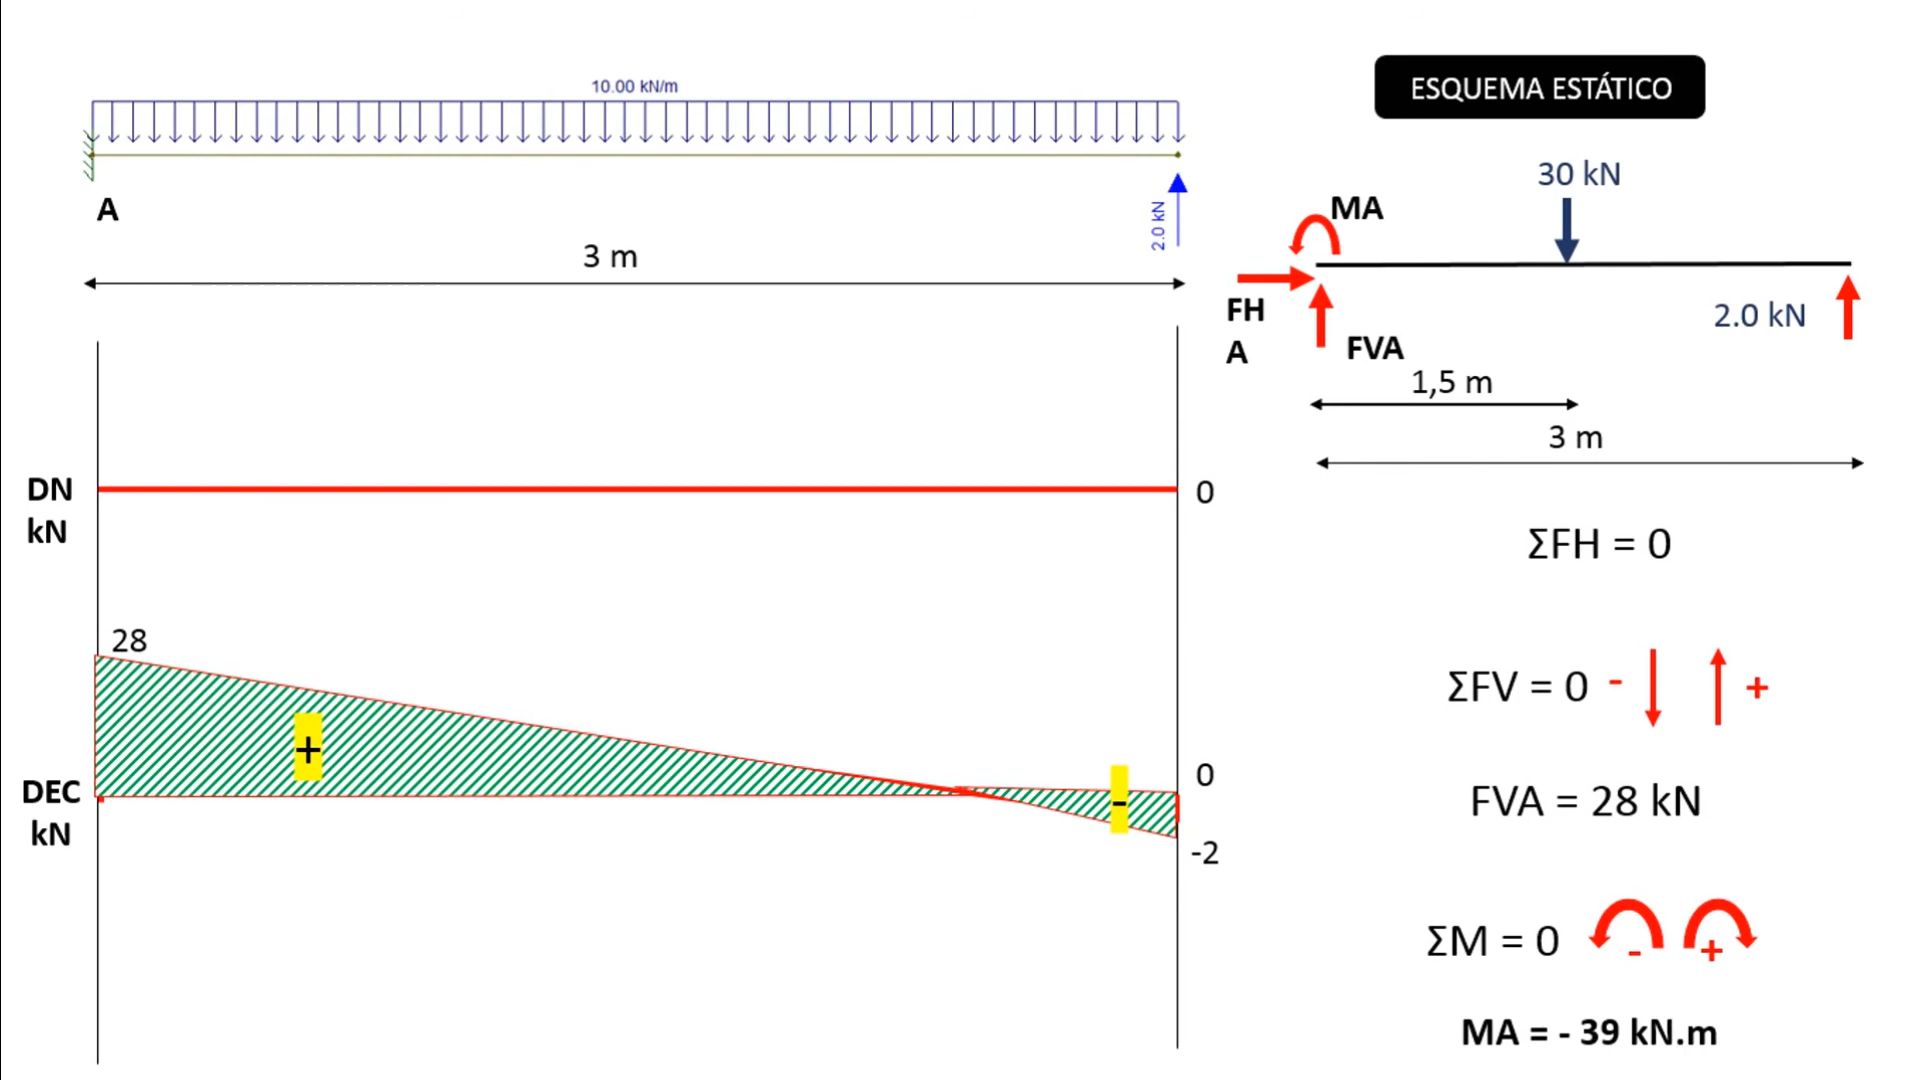 10.00 kN/m
A
2.0 kN
3 m
DN
kN
0
28
+
-
0
DEC
kN
-2
ESQUEMA ESTÁTICO
30 kN
MA
FH
A
FVA
2.0 kN
1,5 m
3 m
ΣFH = 0
ΣFV = 0 - +
FVA = 28 kN
ΣM = 0 - +
MA = - 39 kN.m